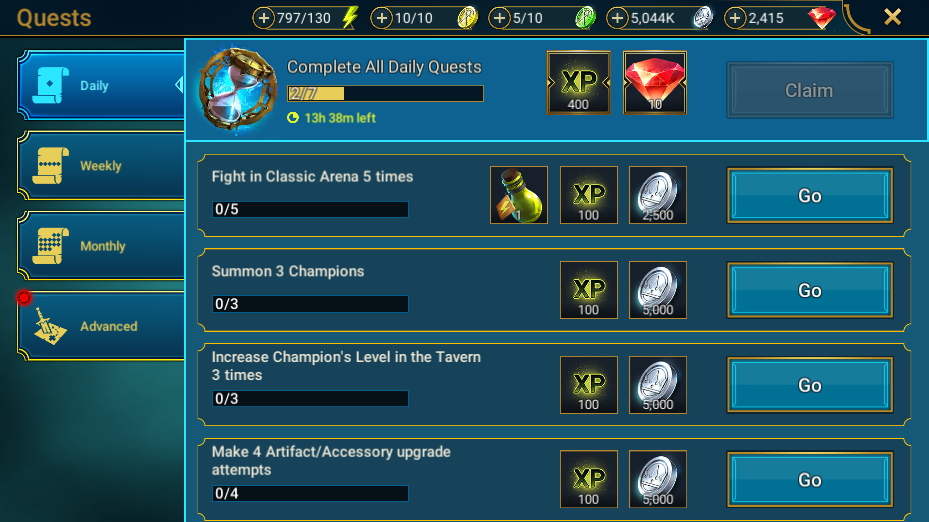 Quests
797/130
10/10
5/10
5,044K
2,415
Daily
Weekly
Monthly
Advanced
Complete All Daily Quests
2/7
13h 38m left
XP
400
10
Claim
Fight in Classic Arena 5 times
0/5
1
XP
100
2,500
Go
Summon 3 Champions
0/3
XP
100
5,000
Go
Increase Champion's Level in the Tavern
3 times
0/3
XP
100
5,000
Go
Make 4 Artifact/Accessory upgrade
attempts
0/4
XP
100
5,000
Go